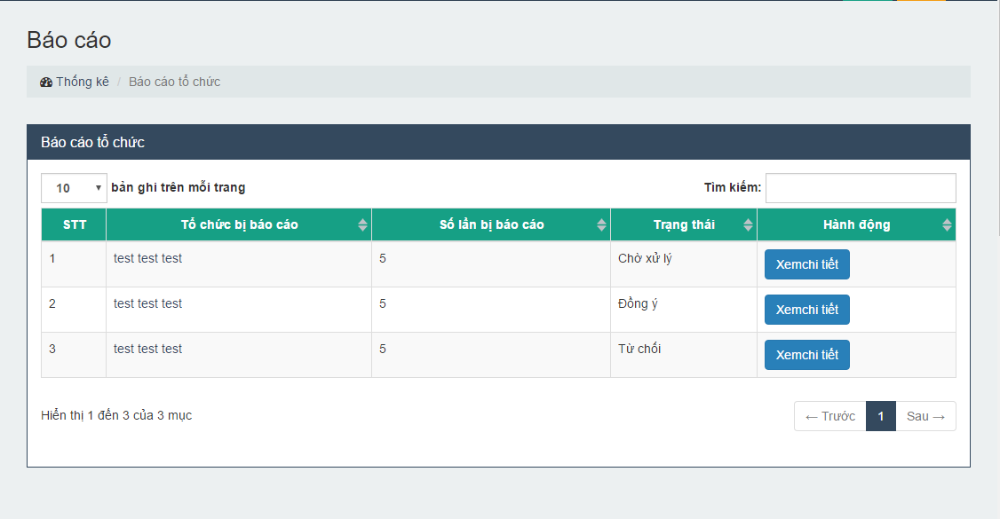 Báo cáo
Thống kê / Báo cáo tổ chức
Báo cáo tổ chức
10 bản ghi trên mỗi trang Tìm kiếm:
STT Tổ chức bị báo cáo Số lần bị báo cáo Trạng thái Hành động
1 test test test 5 Chờ xử lý Xemchi tiết
2 test test test 5 Đồng ý Xemchi tiết
3 test test test 5 Từ chối Xemchi tiết
Hiển thị 1 đến 3 của 3 mục ← Trước 1 Sau →